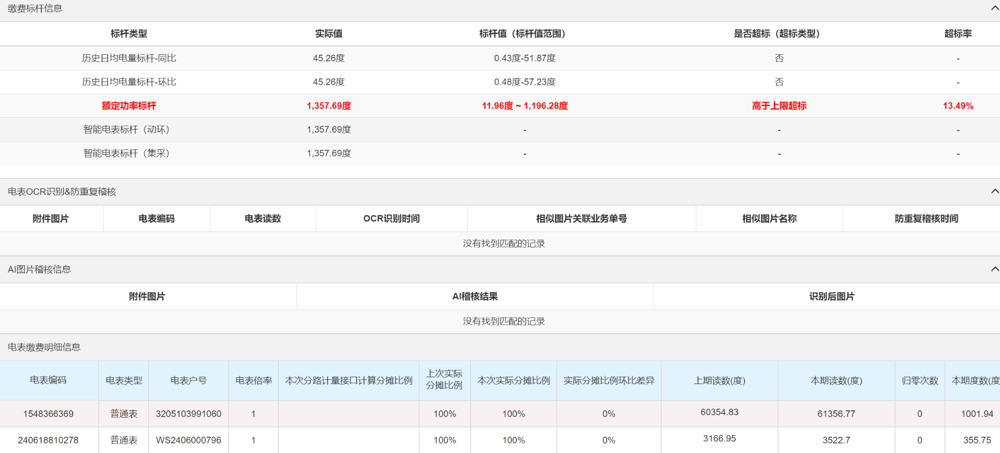 缴费标杆信息
标杆类型 实际值 标杆值（标杆值范围） 是否超标（超标类型） 超标率
历史日均电量标杆-同比 45.26度 0.43度-51.87度 否 -
历史日均电量标杆-环比 45.26度 0.48度-57.23度 否 -
额定功率标杆 1,357.69度 11.96度 ~ 1,196.28度 高于上限超标 13.49%
智能电表标杆（动环） 1,357.69度 - - -
智能电表标杆（集采） 1,357.69度 - - -
电表OCR识别&防重复稽核
附件图片 电表编码 电表读数 OCR识别时间 相似图片关联业务单号 相似图片名称 防重复稽核时间
没有找到匹配的记录
AI图片稽核信息
附件图片 AI稽核结果 识别后图片
没有找到匹配的记录
电表缴费明细信息
电表编码 电表类型 电表户号 电表倍率 本次分路计量接口计算分摊比例 上次实际 本次实际分摊比例 实际分摊比例环比差异 上期读数(度) 本期读数(度) 归零次数 本期度数(度
分摊比例
1548366369 普通表 3205103991060 1 100% 100% 0% 60354.83 61356.77 0 1001.94
240618810278 普通表 WS2406000796 1 100% 100% 0% 3166.95 3522.7 0 355.75